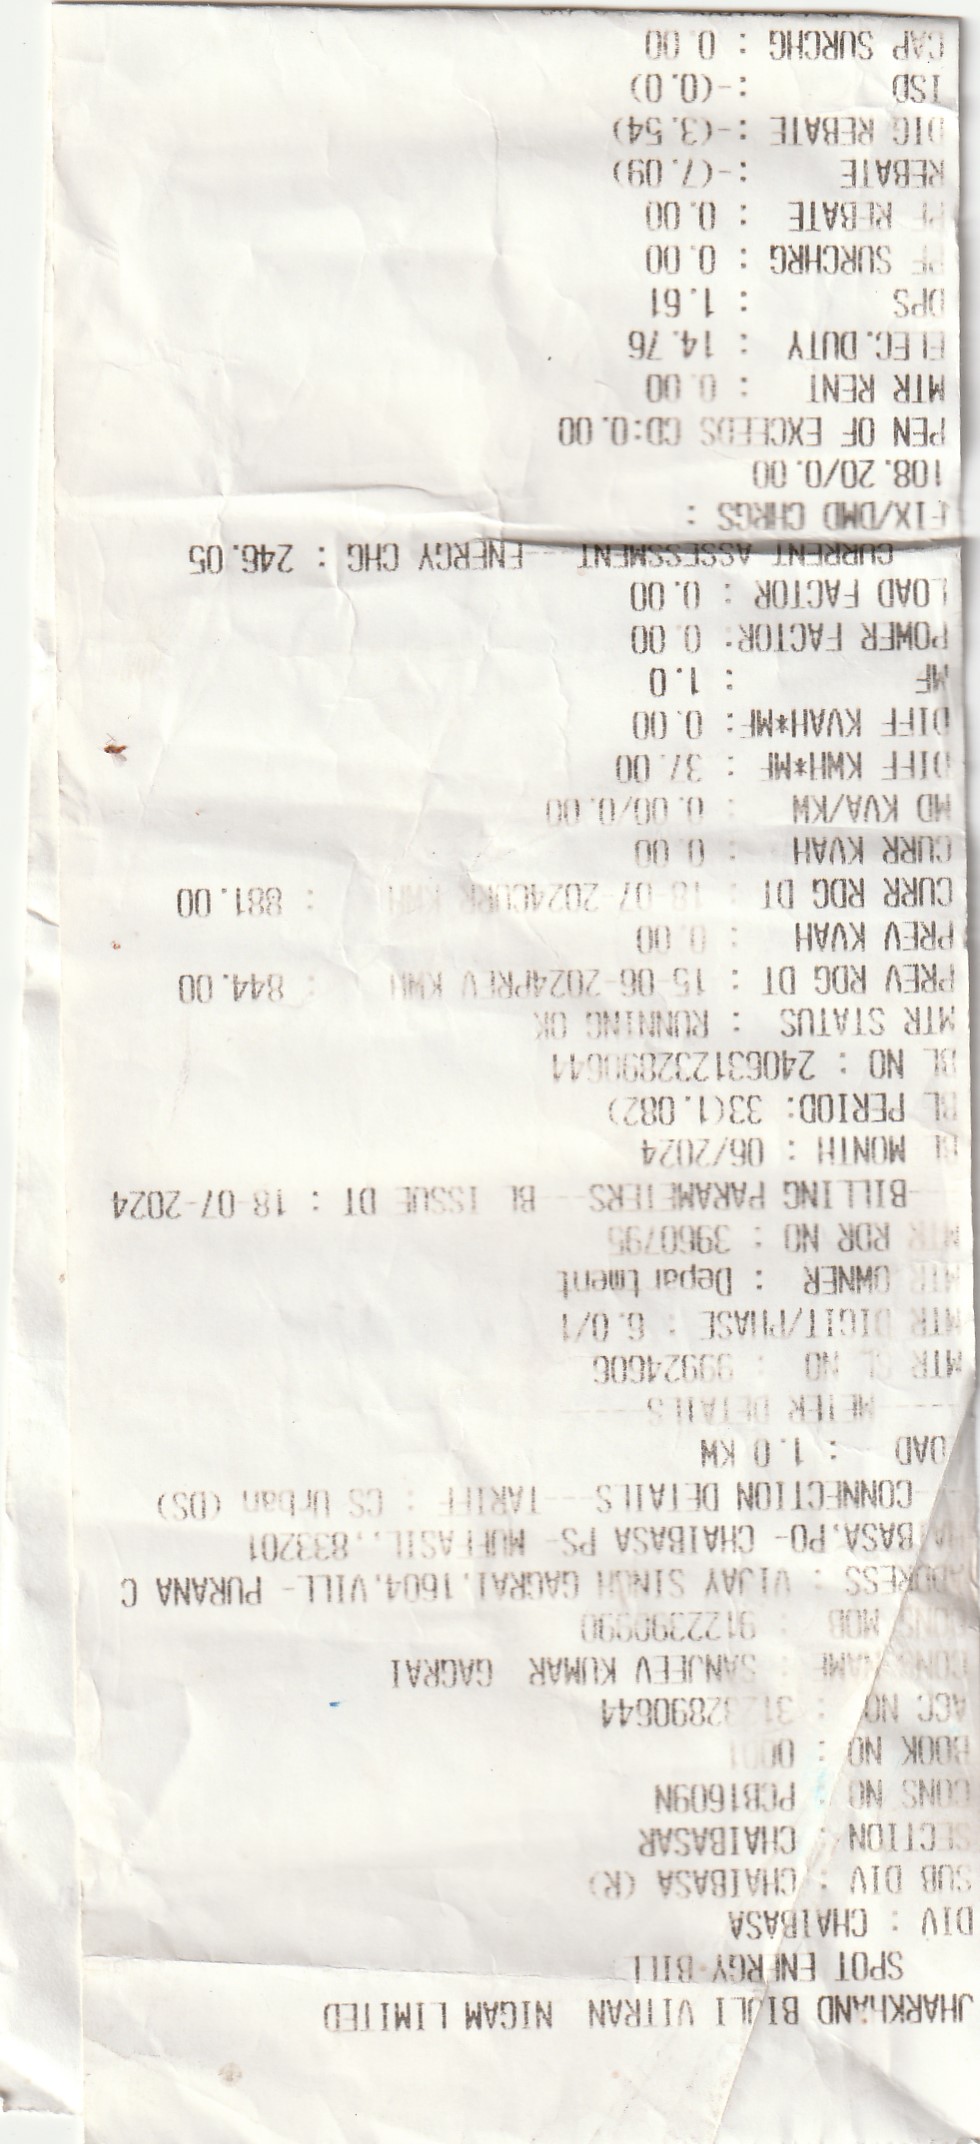 JHARKHAND BIJLI VITRAN NIGAM LIMITED
SPOT ENERGY BILL
DIV : CHAIBASA
SUB DIV : CHAIBASA (R)
SECTION : CHAIBASAR
CONS NO : PCB1609N
BOOK NO : 0001
ACC NO : 31232890644
CONS NAME : SANJEEV KUMAR GAGRAI
CONS MOB : 9122390990
ADDRESS : VIJAY SINGH GAGRAI,1604,VILL- PURANA C
HAIBASA,PO- CHAIBASA PS- MUFFASIL,,833201
---CONNECTION DETAILS---TARIFF : CS Urban (DS)
LOAD : 1.0 KW
-----METER DETAILS-----
MTR SL NO : 99924606
MTR DIGIT/PHASE : 6.0/1
MTR OWNER : Department
MTR RDR NO : 3960795
--BILLING PARAMETERS-- BL ISSUE DT : 18-07-2024
BL MONTH : 06/2024
BL PERIOD: 33(1.082)
BL NO : 240631232890644
MTR STATUS : RUNNING OK
PREV RDG DT : 15-06-2024PREV KWH : 844.00
PREV KVAH : 0.00
CURR RDG DT : 18-07-2024CURR KWH : 881.00
CURR KVAH : 0.00
MD KVA/KW : 0.00/0.00
DIFF KWH*MF : 37.00
DIFF KVAH*MF: 0.00
MF : 1.0
POWER FACTOR: 0.00
LOAD FACTOR : 0.00
CURRENT ASSESSMENT---ENERGY CHG : 246.05
FIX/DMD CHRGS :
108.20/0.00
PEN OF EXCEEDS CD:0.00
MTR RENT : 0.00
ELEC.DUTY : 14.76
DPS : 1.61
PF SURCHRG : 0.00
PF REBATE : 0.00
REBATE :-(7.09)
DIG REBATE :-(3.54)
ISD :-(0.0)
CAP SURCHG : 0.00